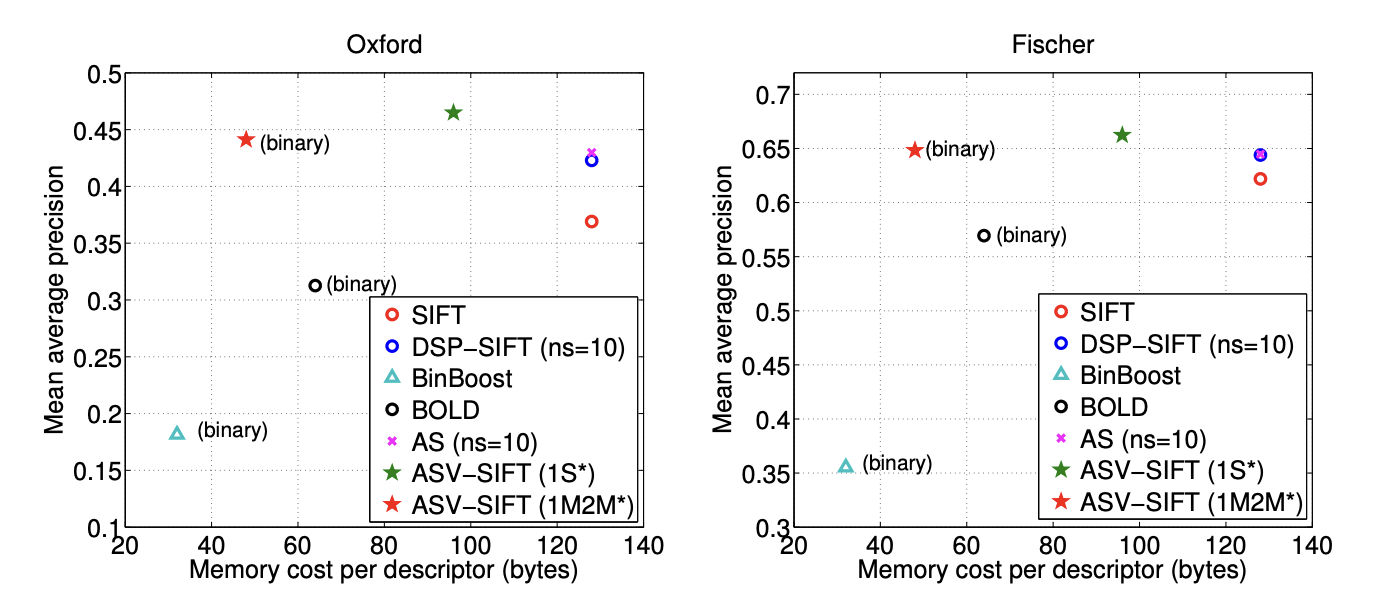 Oxford
Mean average precision
0.5
0.45
0.4
0.35
0.3
0.25
0.2
0.15
0.1
(binary)
(binary)
(binary)
SIFT
DSP−SIFT (ns=10)
BinBoost
BOLD
AS (ns=10)
ASV−SIFT (1S*)
ASV−SIFT (1M2M*)
20 40 60 80 100 120 140
Memory cost per descriptor (bytes)
Fischer
Mean average precision
0.7
0.65
0.6
0.55
0.5
0.45
0.4
0.35
0.3
(binary)
(binary)
(binary)
SIFT
DSP−SIFT (ns=10)
BinBoost
BOLD
AS (ns=10)
ASV−SIFT (1S*)
ASV−SIFT (1M2M*)
20 40 60 80 100 120 140
Memory cost per descriptor (bytes)